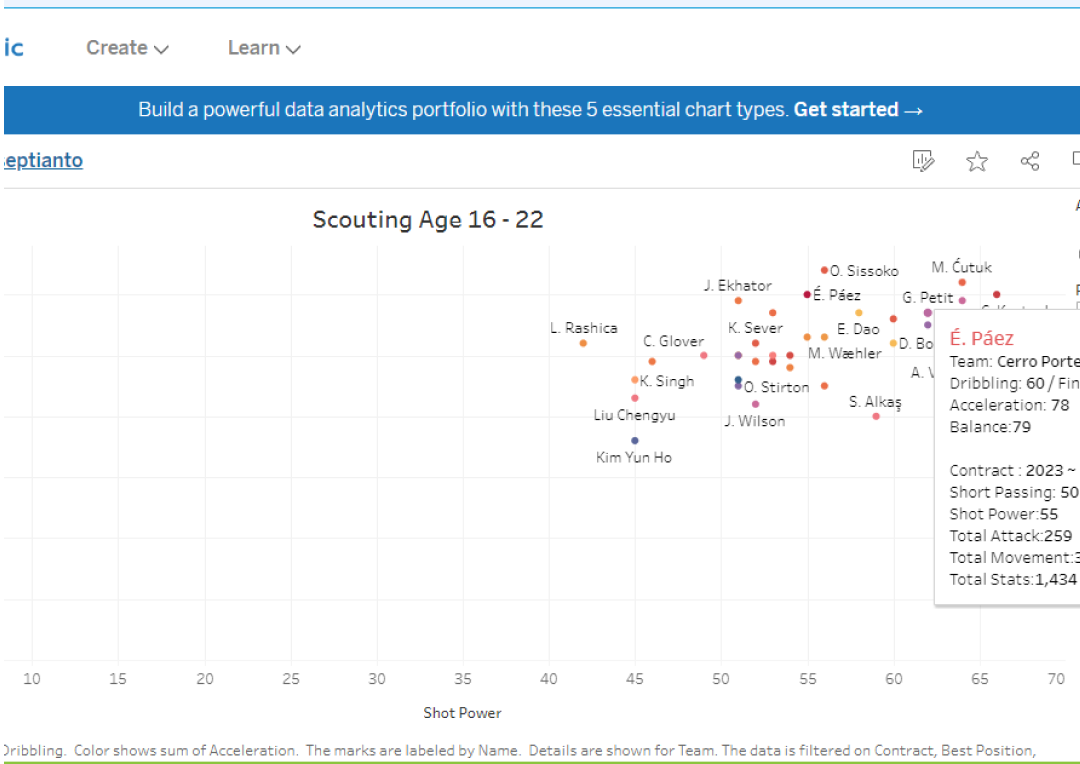 ic Create Learn
Build a powerful data analytics portfolio with these 5 essential chart types. Get started →
eptianto
Scouting Age 16 - 22
O. Sissoko
M. Ćutuk
J. Ekhator
É. Páez
G. Petit
L. Rashica
K. Sever
E. Dao
C. Glover
D. Bo
M. Wæhler
A.
K. Singh
O. Stirton
S. Alkaş
Liu Chengyu
J. Wilson
Kim Yun Ho
É. Páez
Team: Cerro Porte
Dribbling: 60 / Fin
Acceleration: 78
Balance:79
Contract : 2023 ~
Short Passing: 50
Shot Power:55
Total Attack:259
Total Movement:3
Total Stats:1,434
10 15 20 25 30 35 40 45 50 55 60 65 70
Shot Power
Dribbling. Color shows sum of Acceleration. The marks are labeled by Name. Details are shown for Team. The data is filtered on Contract, Best Position,